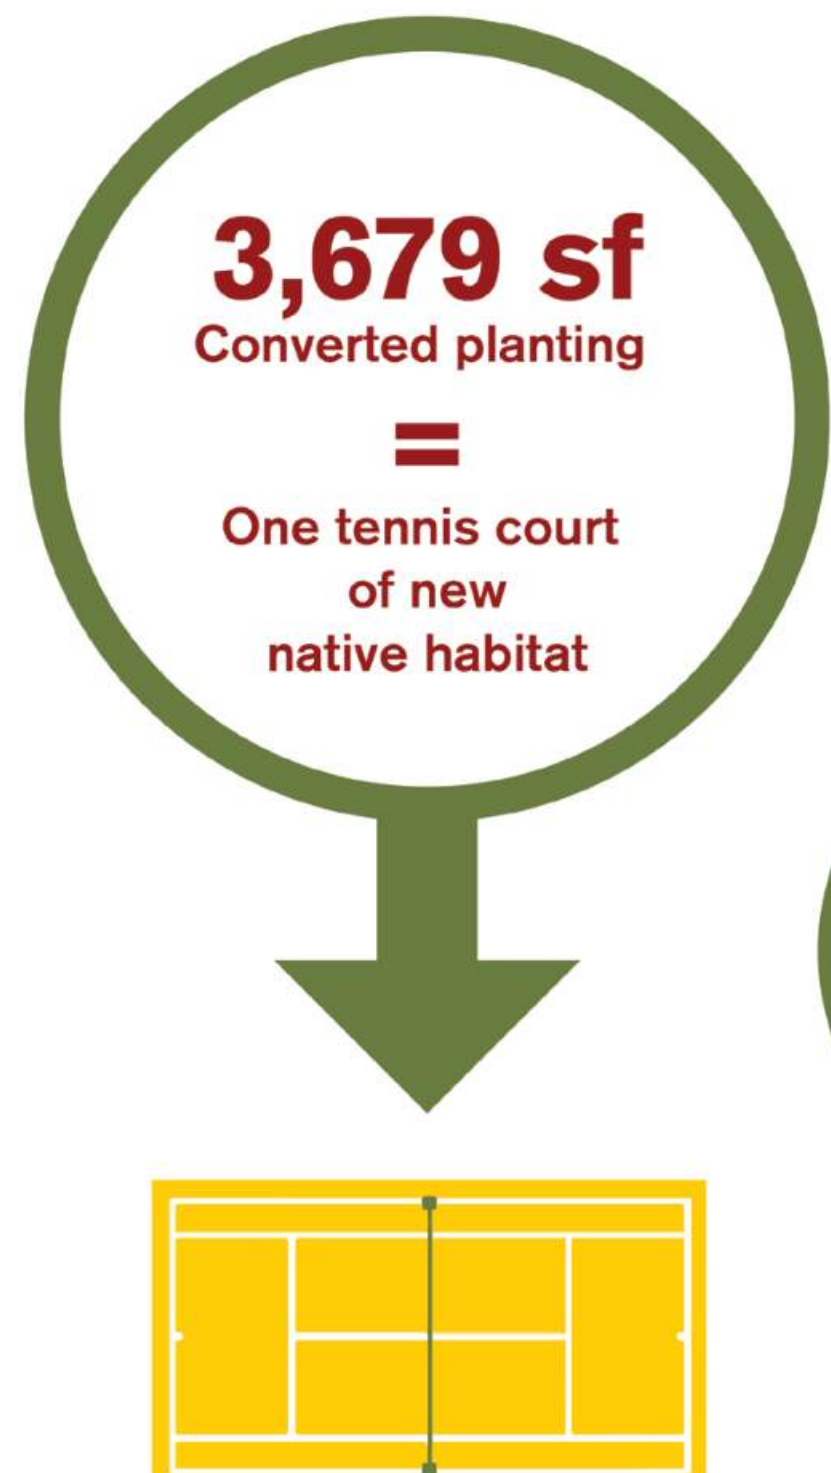 3,679 sf
Converted planting
=
One tennis court
of new
native habitat